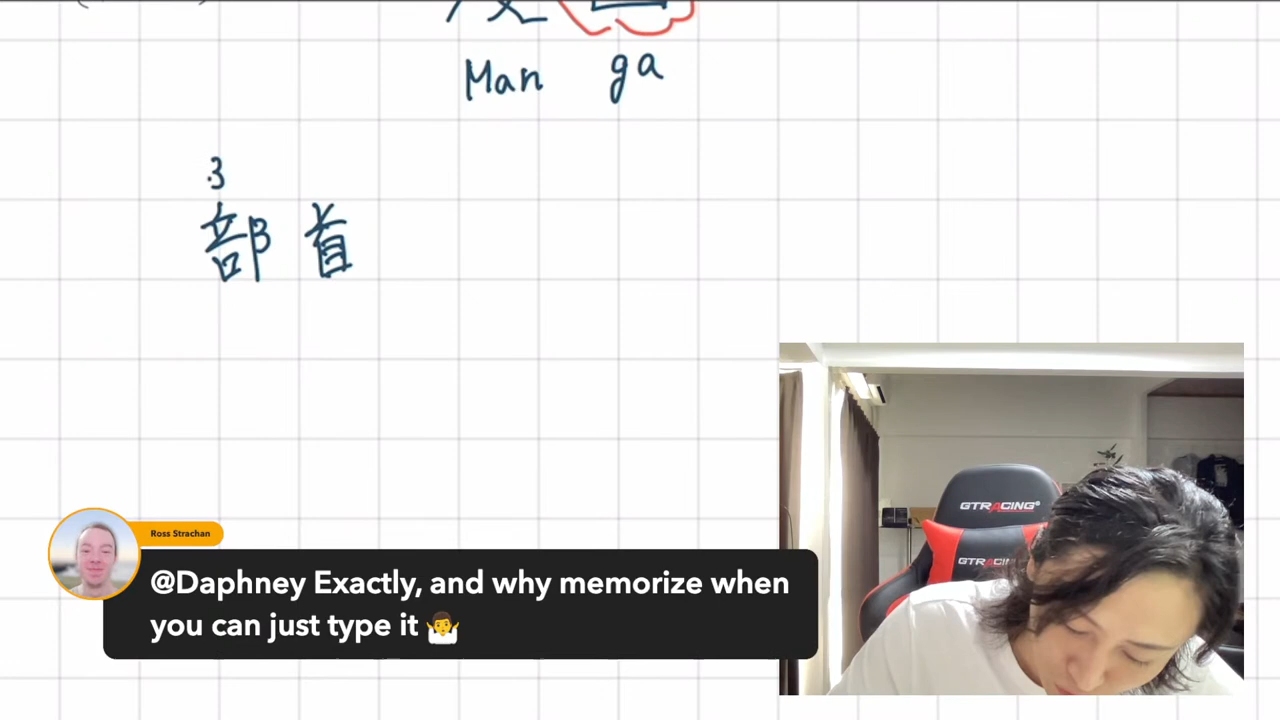 Man ga
ぶ
部首
Ross Strachan
@Daphney Exactly, and why memorize when
you can just type it 🤷‍♂️
GTRACING
GTRACING